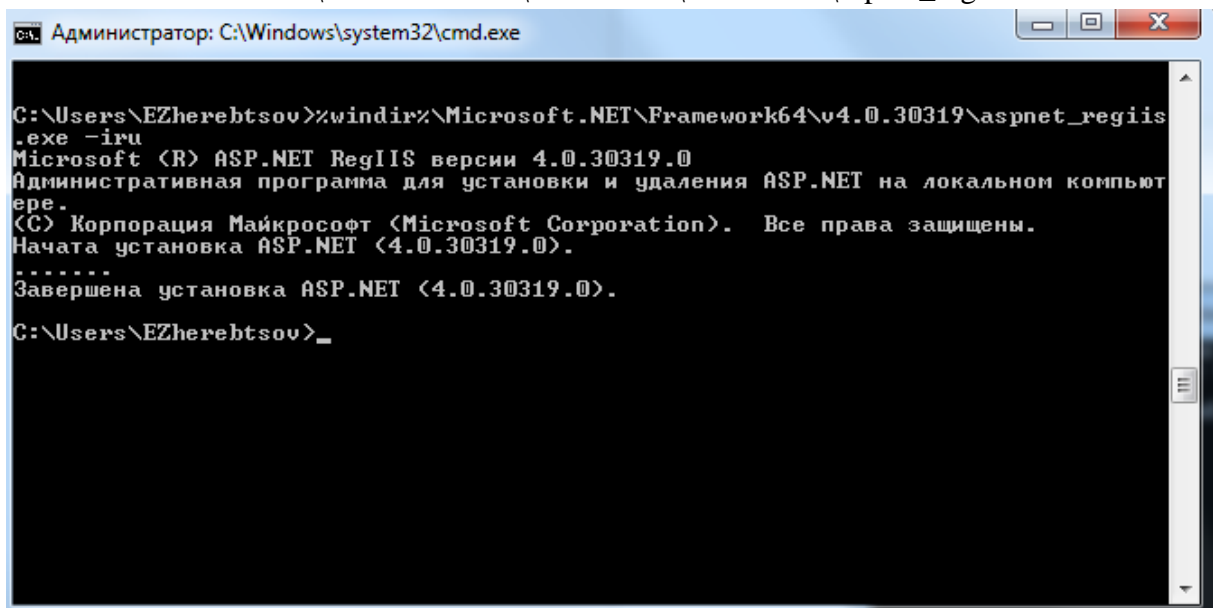 Администратор: C:\Windows\system32\cmd.exe
C:\Users\EZherebtsov>%windir%\Microsoft.NET\Framework64\v4.0.30319\aspnet_regiis
.exe -iru
Microsoft (R) ASP.NET RegIIS версии 4.0.30319.0
Административная программа для установки и удаления ASP.NET на локальном компьют
ере.
(C) Корпорация Майкрософт (Microsoft Corporation).  Все права защищены.
Начата установка ASP.NET (4.0.30319.0).
.......
Завершена установка ASP.NET (4.0.30319.0).
C:\Users\EZherebtsov>_